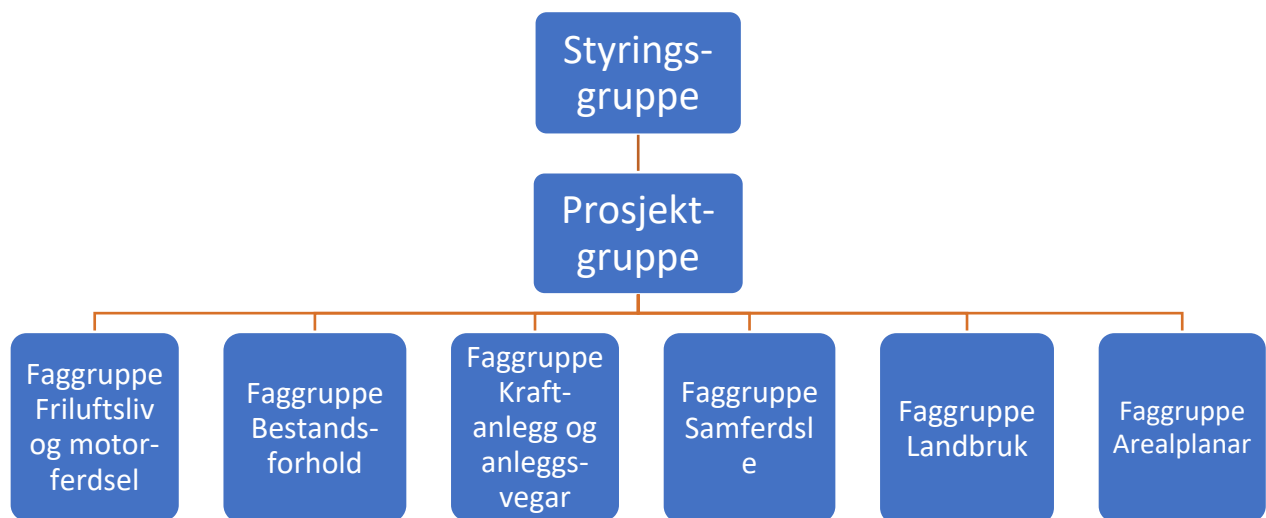 Styrings-
gruppe
Prosjekt-
gruppe
Faggruppe
Friluftsliv
og motor-
ferdsel
Faggruppe
Bestands-
forhold
Faggruppe
Kraft-
anlegg og
anleggs-
vegar
Faggruppe
Samferdsl
e
Faggruppe
Landbruk
Faggruppe
Arealplanar